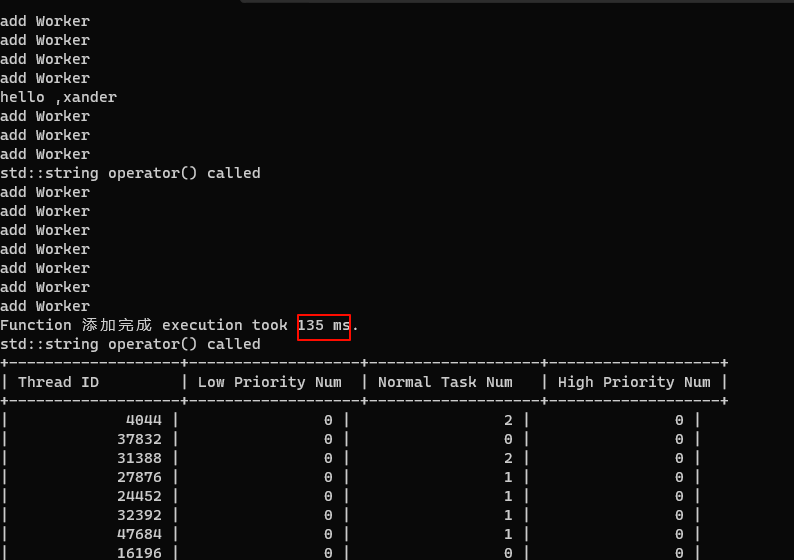 add Worker
add Worker
add Worker
add Worker
hello ,xander
add Worker
add Worker
add Worker
std::string operator() called
add Worker
add Worker
add Worker
add Worker
add Worker
add Worker
add Worker
Function 添加完成 execution took 135 ms.
std::string operator() called
+-------------------+-------------------+-------------------+-------------------+
| Thread ID | Low Priority Num | Normal Task Num | High Priority Num |
+-------------------+-------------------+-------------------+-------------------+
| 4044 | 0 | 2 | 0 |
| 37832 | 0 | 0 | 0 |
| 31388 | 0 | 2 | 0 |
| 27876 | 0 | 1 | 0 |
| 24452 | 0 | 1 | 0 |
| 32392 | 0 | 1 | 0 |
| 47684 | 0 | 1 | 0 |
| 16196 | 0 | 0 | 0 |